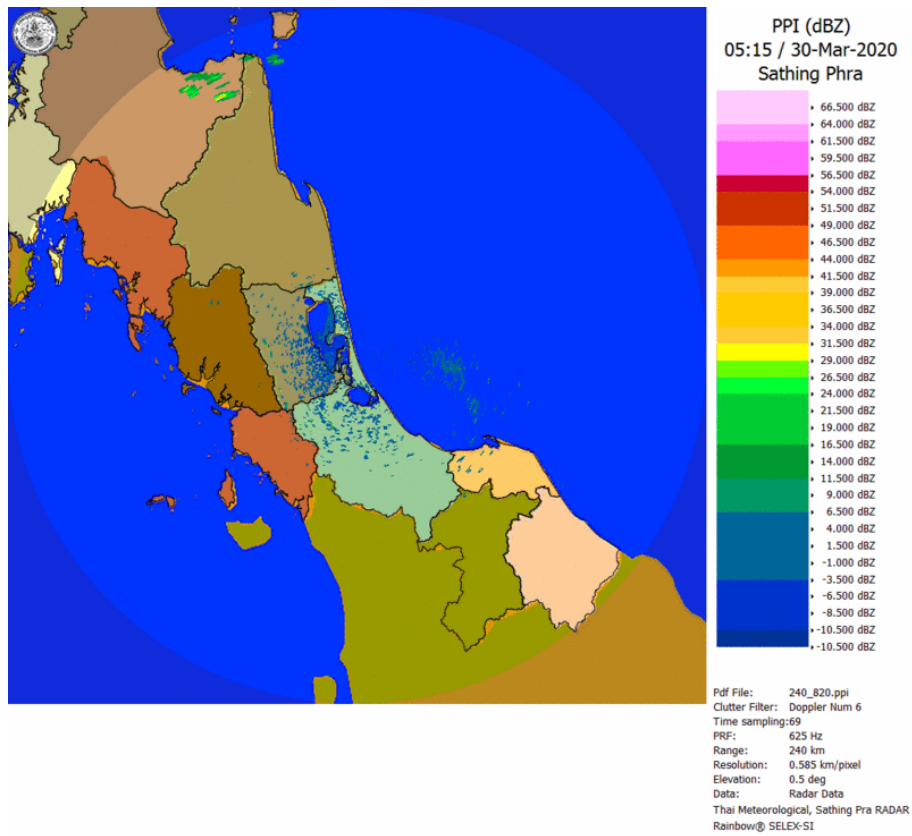 PPI (dBZ)
05:15 / 30-Mar-2020
Sathing Phra
66.500 dBZ
64.000 dBZ
61.500 dBZ
59.500 dBZ
56.500 dBZ
54.000 dBZ
51.500 dBZ
49.000 dBZ
46.500 dBZ
44.000 dBZ
41.500 dBZ
39.000 dBZ
36.500 dBZ
34.000 dBZ
31.500 dBZ
29.000 dBZ
26.500 dBZ
24.000 dBZ
21.500 dBZ
19.000 dBZ
16.500 dBZ
14.000 dBZ
11.500 dBZ
9.000 dBZ
6.500 dBZ
4.000 dBZ
1.500 dBZ
-1.000 dBZ
-3.500 dBZ
-6.500 dBZ
-8.500 dBZ
-10.500 dBZ
-10.500 dBZ
Pdf File: 240_820.ppi
Clutter Filter: Doppler Num 6
Time sampling:69
PRF: 625 Hz
Range: 240 km
Resolution: 0.585 km/pixel
Elevation: 0.5 deg
Data: Radar Data
Thai Meteorological, Sathing Pra RADAR
Rainbow® SELEX-SI